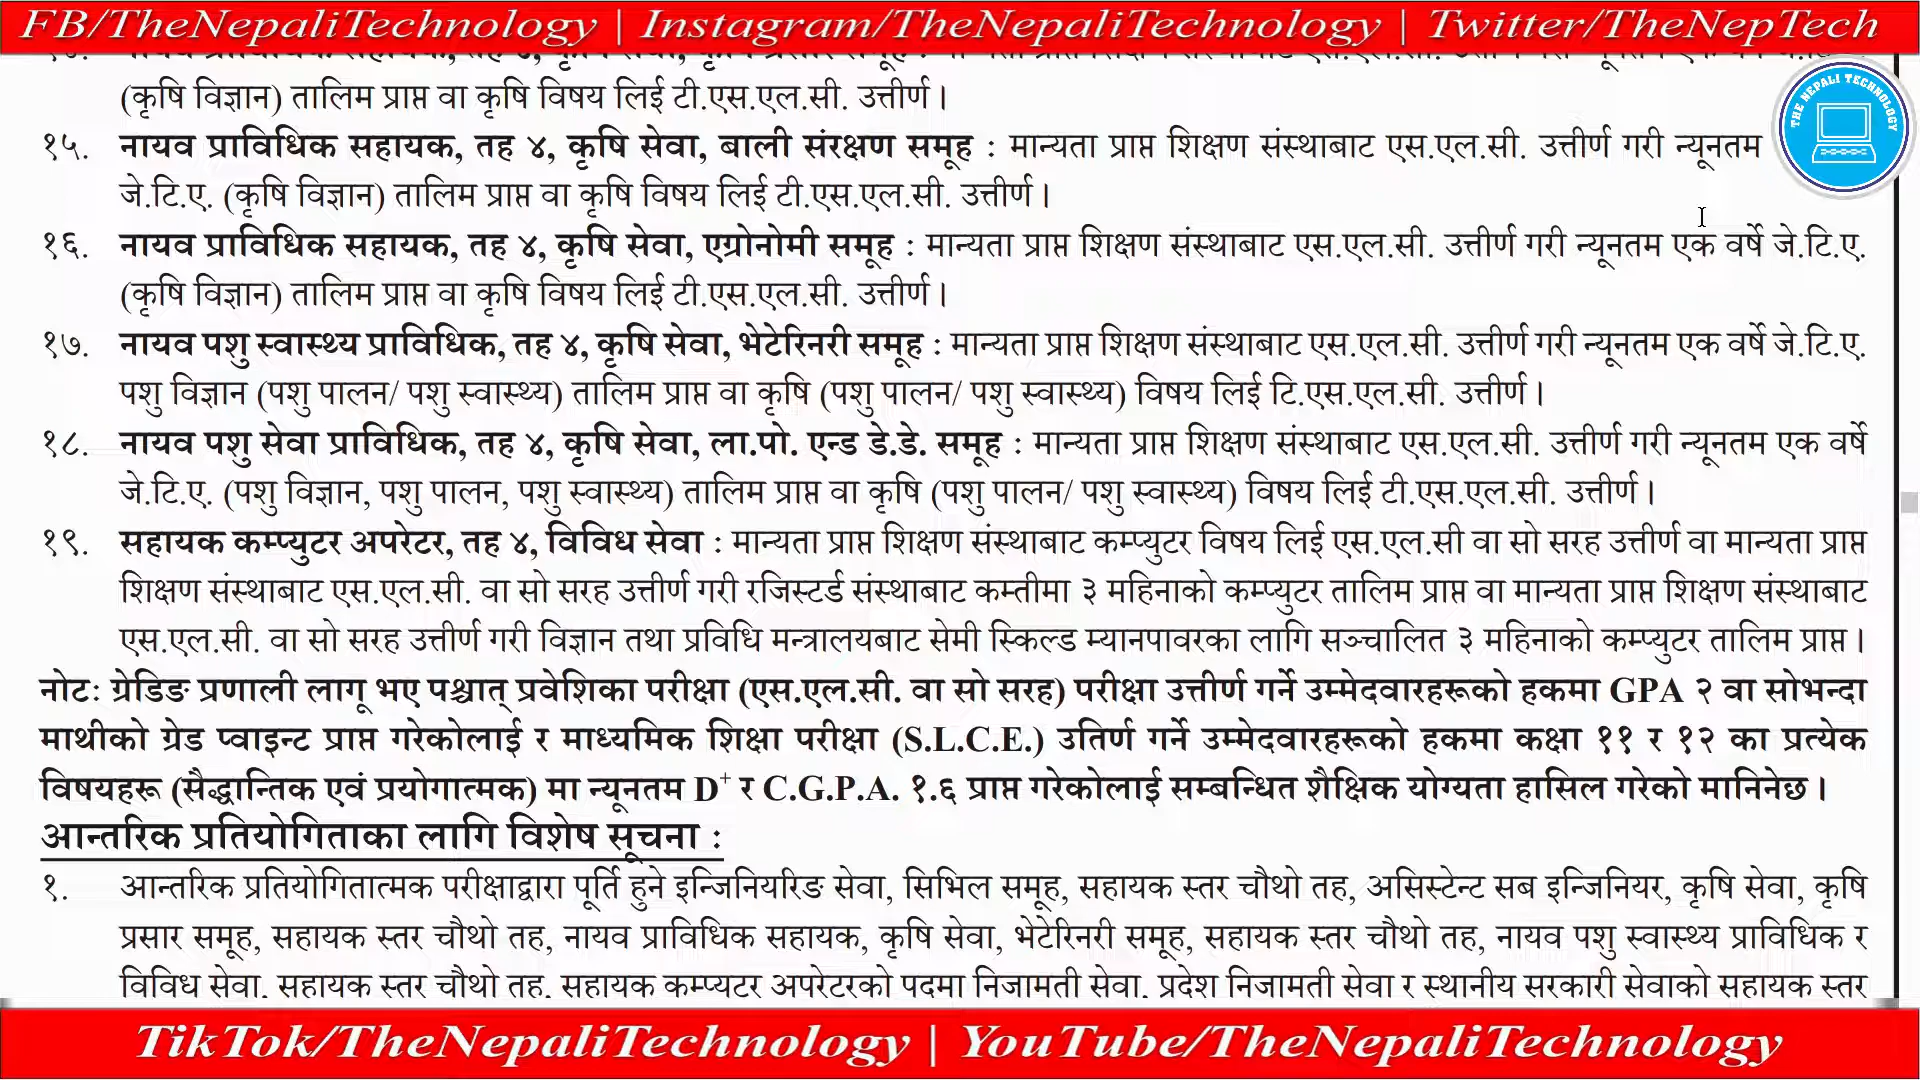 FB/TheNepaliTechnology | Instagram/TheNepaliTechnology | Twitter/TheNepTech
THE NEPALI TECHNOLOGY
(कृषि विज्ञान) तालिम प्राप्त वा कृषि विषय लिई टी.एस.एल.सी. उत्तीर्ण।
१५. नायव प्राविधिक सहायक, तह ४, कृषि सेवा, बाली संरक्षण समूह : मान्यता प्राप्त शिक्षण संस्थाबाट एस.एल.सी. उत्तीर्ण गरी न्यूनतम
जे.टि.ए. (कृषि विज्ञान) तालिम प्राप्त वा कृषि विषय लिई टी.एस.एल.सी. उत्तीर्ण।
१६. नायव प्राविधिक सहायक, तह ४, कृषि सेवा, एग्रोनोमी समूह : मान्यता प्राप्त शिक्षण संस्थाबाट एस.एल.सी. उत्तीर्ण गरी न्यूनतम एक वर्षे जे.टि.ए.
(कृषि विज्ञान) तालिम प्राप्त वा कृषि विषय लिई टी.एस.एल.सी. उत्तीर्ण।
१७. नायव पशु स्वास्थ्य प्राविधिक, तह ४, कृषि सेवा, भेटेरिनरी समूह : मान्यता प्राप्त शिक्षण संस्थाबाट एस.एल.सी. उत्तीर्ण गरी न्यूनतम एक वर्षे जे.टि.ए.
पशु विज्ञान (पशु पालन/ पशु स्वास्थ्य) तालिम प्राप्त वा कृषि (पशु पालन/ पशु स्वास्थ्य) विषय लिई टि.एस.एल.सी. उत्तीर्ण।
१८. नायव पशु सेवा प्राविधिक, तह ४, कृषि सेवा, ला.पो. एन्ड डे.डे. समूह : मान्यता प्राप्त शिक्षण संस्थाबाट एस.एल.सी. उत्तीर्ण गरी न्यूनतम एक वर्षे
जे.टि.ए. (पशु विज्ञान, पशु पालन, पशु स्वास्थ्य) तालिम प्राप्त वा कृषि (पशु पालन/ पशु स्वास्थ्य) विषय लिई टी.एस.एल.सी. उत्तीर्ण।
१९. सहायक कम्प्युटर अपरेटर, तह ४, विविध सेवा : मान्यता प्राप्त शिक्षण संस्थाबाट कम्प्युटर विषय लिई एस.एल.सी वा सो सरह उत्तीर्ण वा मान्यता प्राप्त
शिक्षण संस्थाबाट एस.एल.सी. वा सो सरह उत्तीर्ण गरी रजिस्टर्ड संस्थाबाट कम्तीमा ३ महिनाको कम्प्युटर तालिम प्राप्त वा मान्यता प्राप्त शिक्षण संस्थाबाट
एस.एल.सी. वा सो सरह उत्तीर्ण गरी विज्ञान तथा प्रविधि मन्त्रालयबाट सेमी स्किल्ड म्यानपावरका लागि सञ्चालित ३ महिनाको कम्प्युटर तालिम प्राप्त।
नोटः ग्रेडिङ प्रणाली लागू भए पश्चात् प्रवेशिका परीक्षा (एस.एल.सी. वा सो सरह) परीक्षा उत्तीर्ण गर्ने उम्मेदवारहरूको हकमा GPA २ वा सोभन्दा
माथीको ग्रेड प्वाइन्ट प्राप्त गरेकोलाई र माध्यमिक शिक्षा परीक्षा (S.L.C.E.) उतिर्ण गर्ने उम्मेदवारहरूको हकमा कक्षा ११ र १२ का प्रत्येक
विषयहरू (सैद्धान्तिक एवं प्रयोगात्मक) मा न्यूनतम D⁺ र C.G.P.A. १.६ प्राप्त गरेकोलाई सम्बन्धित शैक्षिक योग्यता हासिल गरेको मानिनेछ।
आन्तरिक प्रतियोगिताका लागि विशेष सूचना :
१. आन्तरिक प्रतियोगितात्मक परीक्षाद्वारा पूर्ति हुने इन्जिनियरिङ सेवा, सिभिल समूह, सहायक स्तर चौथो तह, असिस्टेन्ट सब इन्जिनियर, कृषि सेवा, कृषि
प्रसार समूह, सहायक स्तर चौथो तह, नायव प्राविधिक सहायक, कृषि सेवा, भेटेरिनरी समूह, सहायक स्तर चौथो तह, नायव पशु स्वास्थ्य प्राविधिक र
विविध सेवा, सहायक स्तर चौथो तह, सहायक कम्प्युटर अपरेटरको पदमा निजामती सेवा, प्रदेश निजामती सेवा र स्थानीय सरकारी सेवाको सहायक स्तर
TikTok/TheNepaliTechnology | YouTube/TheNepaliTechnology